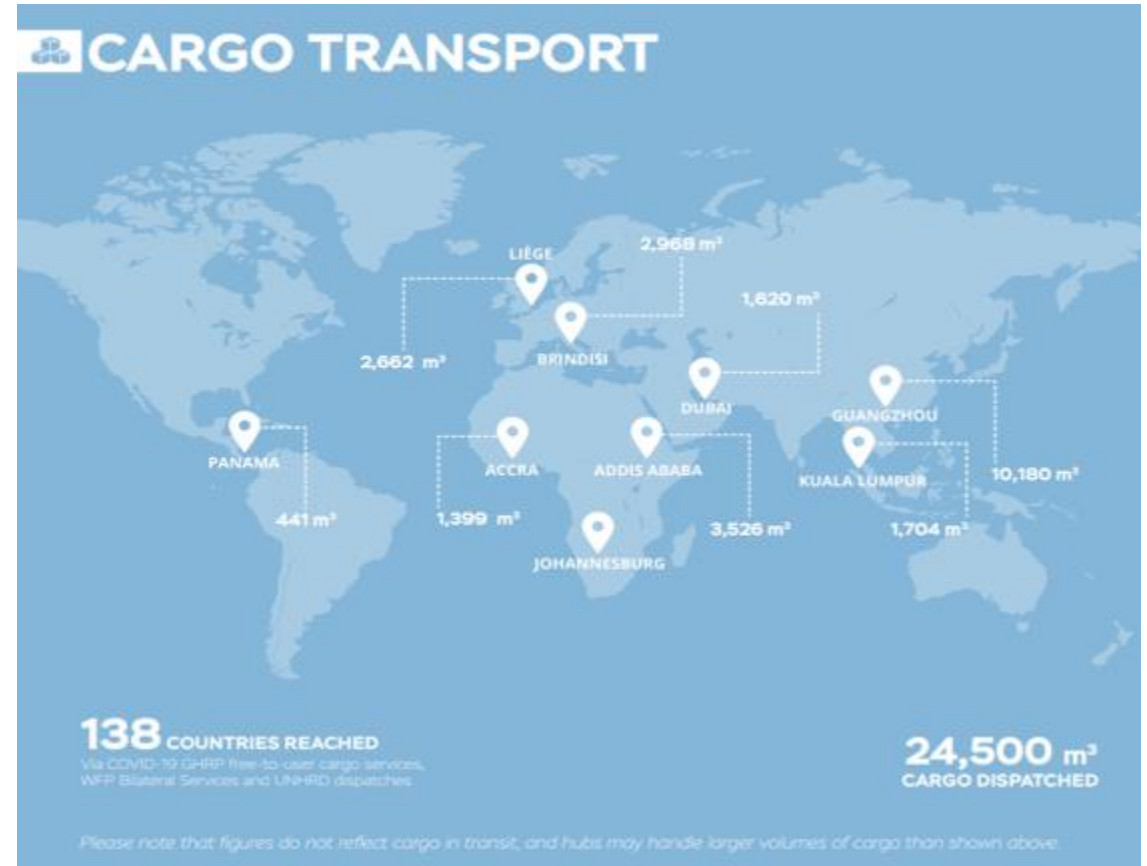 CARGO TRANSPORT
LIÈGE
2,968 m³
1,620 m³
2,662 m³
BRINDISI
DUBAI
GUANGZHOU
PANAMA
ACCRA
ADDIS ABABA
KUALA LUMPUR
10,180 m³
441 m³
1,399 m³
3,526 m³
1,704 m³
JOHANNESBURG
138 COUNTRIES REACHED
Via COVID-19 GHRP free-to-user cargo services,
WFP Bilateral Services and UNHRD dispatches
24,500 m³
CARGO DISPATCHED
Please note that figures do not reflect cargo in transit, and hubs may handle larger volumes of cargo than shown above.